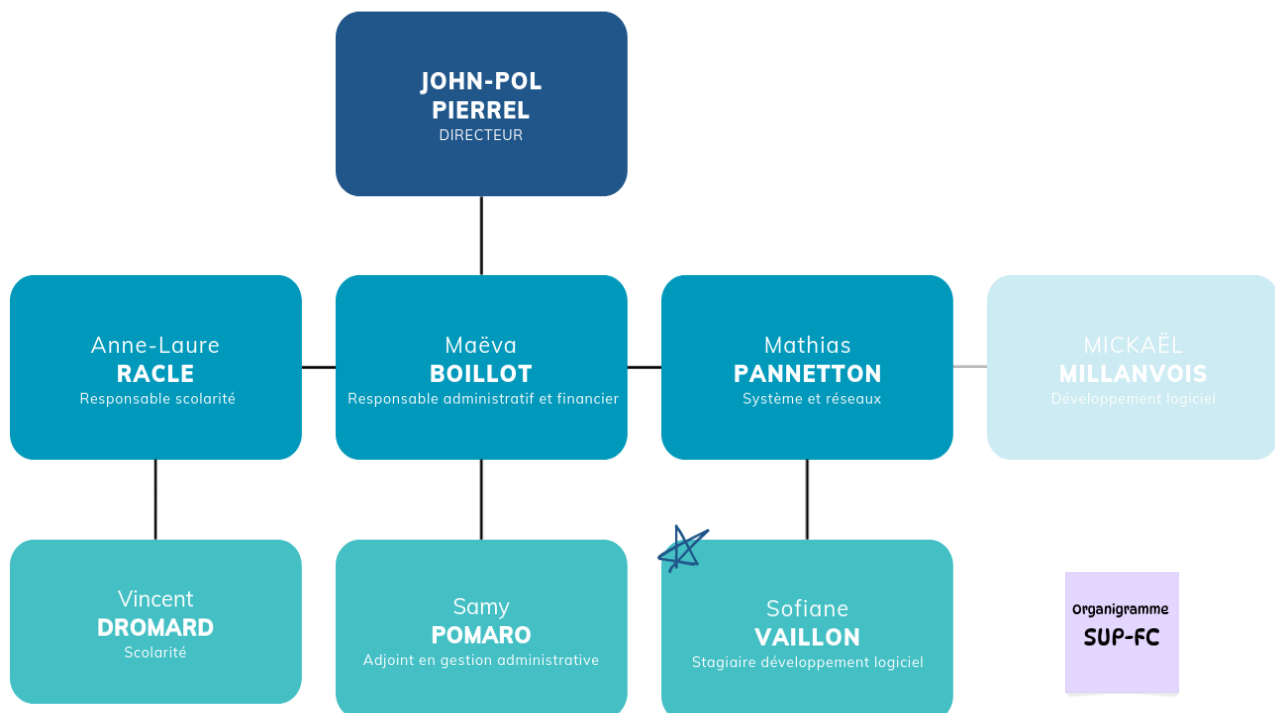 JOHN-POL
PIERREL
DIRECTEUR
Anne-Laure
RACLE
Responsable scolarité
Maëva
BOILLOT
Responsable administratif et financier
Mathias
PANNETTON
Système et réseaux
MICKAËL
MILLANVOIS
Développement logiciel
Vincent
DROMARD
Scolarité
Samy
POMARO
Adjoint en gestion administrative
Sofiane
VAILLON
Stagiaire développement logiciel
Organigramme
SUP-FC